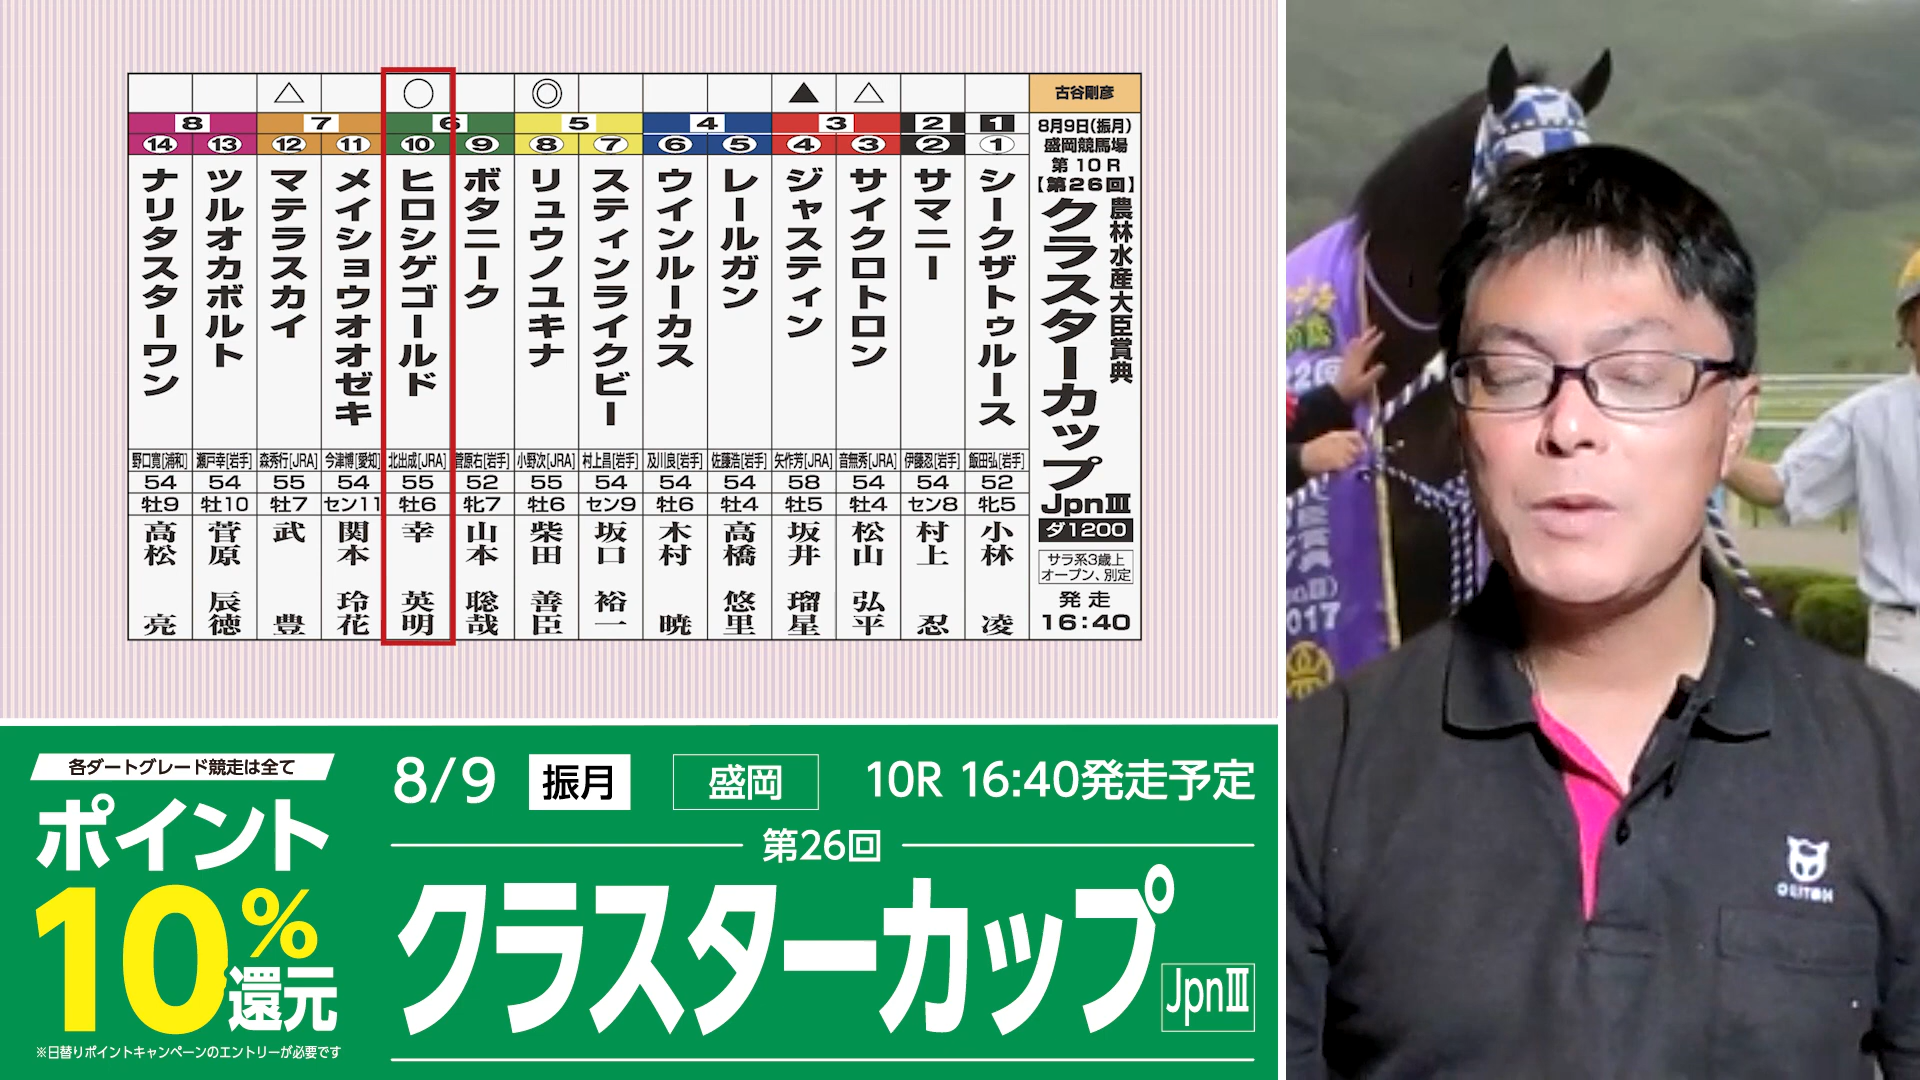 古谷剛彦
8月9日(振月)
盛岡競馬場
第10R
【第26回】
農林水産大臣賞典
クラスターカップ
JpnⅢ
ダ1200
サラ系3歳上
オープン、別定
発走
16:40
1 ① シークザトゥルース 飯田弘[岩手] 52 牝5 小林 凌
2 ② サマニー 伊藤忍[岩手] 54 セン8 村上 忍
3 ③ △ サイクロトロン 音無秀[JRA] 54 牡4 松山 弘平
④ ▲ ジャスティン 矢作芳[JRA] 58 牡5 坂井 瑠星
4 ⑤ レールガン 佐藤浩[岩手] 54 牡4 高橋 悠里
⑥ ウインルーカス 及川良[岩手] 54 牡6 木村 暁
5 ⑦ スティンライクビー 村上昌[岩手] 54 セン9 坂口 裕一
⑧ ◎ リュウノユキナ 小野次[JRA] 55 牡6 柴田 善臣
6 ⑨ ボタニーク 菅原右[岩手] 52 牝7 山本 聡哉
⑩ ○ ヒロシゲゴールド 北出成[JRA] 55 牡6 幸 英明
7 ⑪ メイショウオオゼキ 今津博[愛知] 54 セン11 関本 玲花
⑫ △ マテラスカイ 森秀行[JRA] 55 牡7 武 豊
8 ⑬ ツルオカボルト 瀬戸幸[岩手] 54 牡10 菅原 辰徳
⑭ ナリタスターワン 野口寛[浦和] 54 牡9 高松 亮
各ダートグレード競走は全て
ポイント
10%
還元
※日替りポイントキャンペーンのエントリーが必要です
8/9 振月 盛岡 10R 16:40発走予定
第26回
クラスターカップ
JpnⅢ
2回
2017
OEITOH